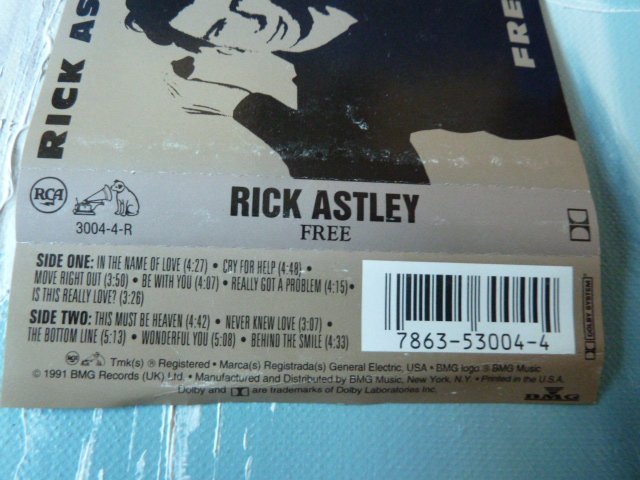 RICK AS
FRE
RCA
3004-4-R
RICK ASTLEY
FREE
SIDE ONE: IN THE NAME OF LOVE (4:27) • CRY FOR HELP (4:48) •
MOVE RIGHT OUT (3:50) • BE WITH YOU (4:07) • REALLY GOT A PROBLEM (4:15) •
IS THIS REALLY LOVE? (3:26)
SIDE TWO: THIS MUST BE HEAVEN (4:42) • NEVER KNEW LOVE (3:07) •
THE BOTTOM LINE (5:13) • WONDERFUL YOU (5:08) • BEHIND THE SMILE (4:33)
7863-53004-4
DOLBY SYSTEM
RCA Tmk(s) ® Registered • Marca(s) Registrada(s) General Electric, USA • BMG logo ® BMG Music
© 1991 BMG Records (UK) Ltd. • Manufactured and Distributed by BMG Music, New York, N.Y. • Printed in the U.S.A.
Dolby and are trademarks of Dolby Laboratories Inc.
BMG